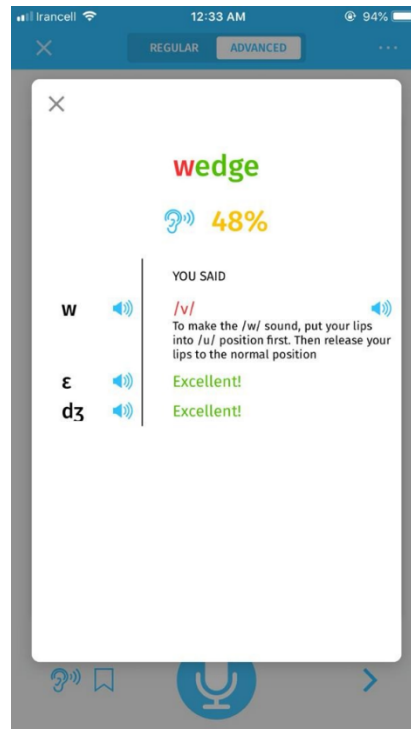 Irancell 12:33 AM 94%
REGULAR ADVANCED
wedge
48%
YOU SAID
w /v/
To make the /w/ sound, put your lips
into /u/ position first. Then release your
lips to the normal position
ɛ Excellent!
dʒ Excellent!